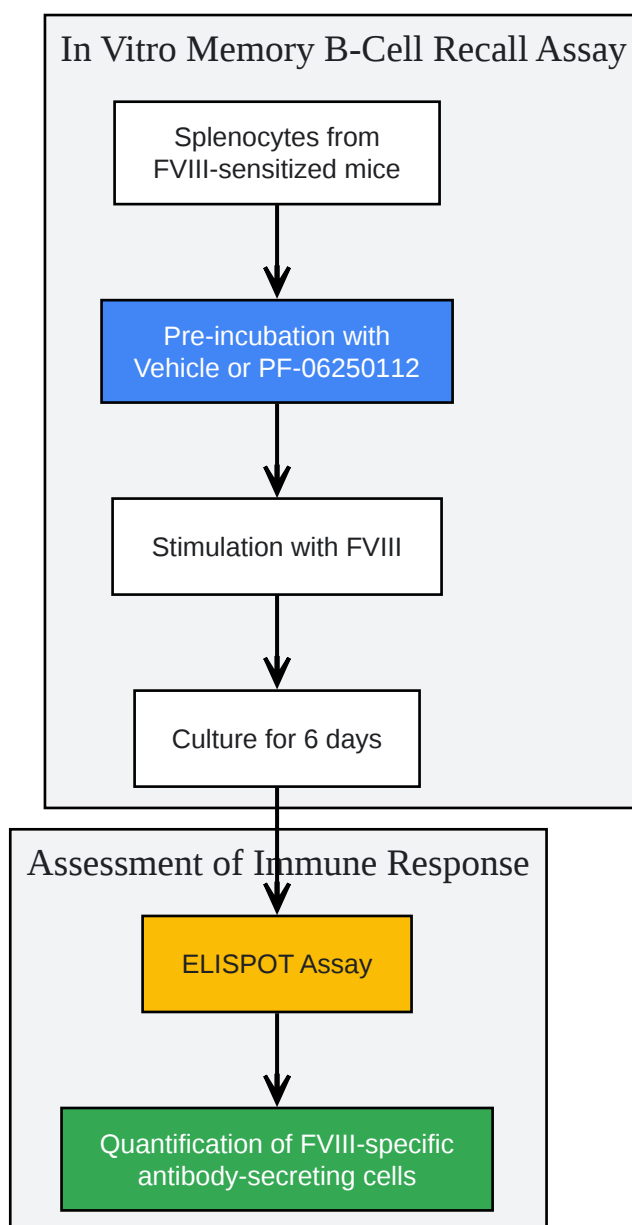 In Vitro Memory B-Cell Recall Assay
Splenocytes from
FVIII-sensitized mice
Pre-incubation with
Vehicle or PF-06250112
Stimulation with FVIII
Culture for 6 days
Assessment of Immune Response
ELISPOT Assay
Quantification of FVIII-specific
antibody-secreting cells